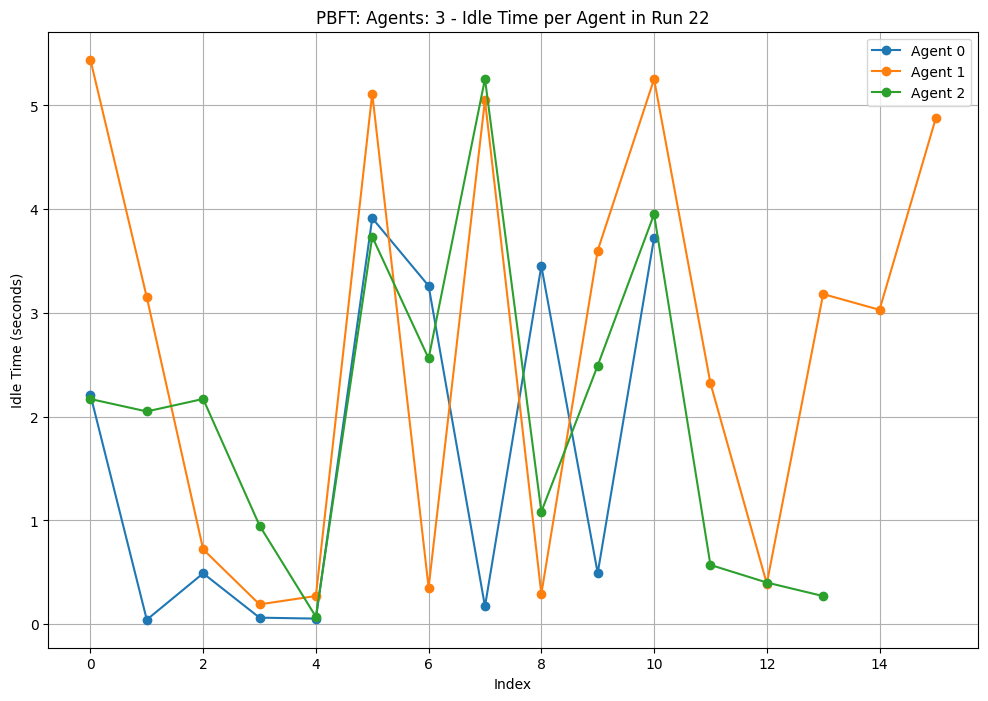 PBFT: Agents: 3 - Idle Time per Agent in Run 22
Agent 0
Agent 1
Agent 2
Idle Time (seconds)
5
4
3
2
1
0
0 2 4 6 8 10 12 14
Index